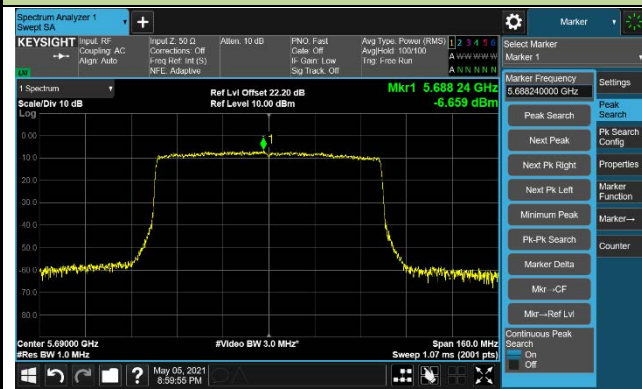 Spectrum Analyzer 1
Swept SA
Marker
KEYSIGHT Input: RF
Coupling: AC
Align: Auto
Input Z: 50 Ω
Corrections: Off
Freq Ref: Int (S)
NFE: Adaptive
Atten: 10 dB
PNO: Fast
Gate: Off
IF Gain: Low
Sig Track: Off
Avg Type: Power (RMS)
Avg|Hold: 100/100
Trig: Free Run
1 2 3 4 5 6
A W W W W W
A N N N N N
LW
Select Marker
Marker 1
1 Spectrum
Scale/Div 10 dB
Ref Lvl Offset 22.20 dB
Ref Level 10.00 dBm
Mkr1 5.688 24 GHz
-6.659 dBm
Log
0.00
-10.0
-20.0
-30.0
-40.0
-50.0
-60.0
-70.0
-80.0
1
Center 5.69000 GHz
#Res BW 1.0 MHz
#Video BW 3.0 MHz*
Span 160.0 MHz
Sweep 1.07 ms (2001 pts)
Marker Frequency
5.688240000 GHz
Peak Search
Next Peak
Next Pk Right
Next Pk Left
Minimum Peak
Pk-Pk Search
Marker Delta
Mkr→CF
Mkr→Ref Lvl
Continuous Peak
Search
On
Off
Settings
Peak
Search
Pk Search
Config
Properties
Marker
Function
Marker→
Counter
?
May 05, 2021
8:59:55 PM